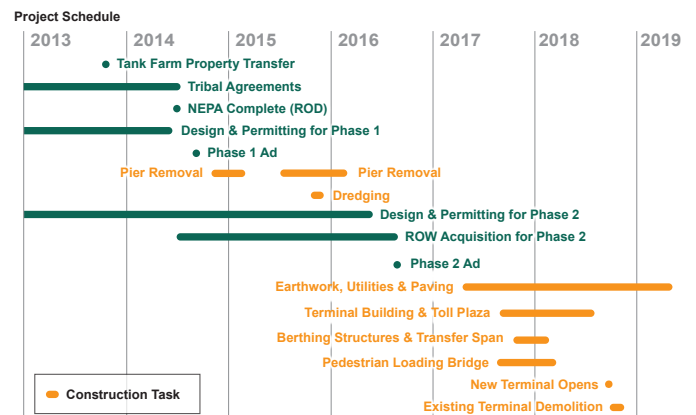 Project Schedule
2013 2014 2015 2016 2017 2018 2019
Tank Farm Property Transfer
Tribal Agreements
NEPA Complete (ROD)
Design & Permitting for Phase 1
Phase 1 Ad
Pier Removal Pier Removal
Dredging
Design & Permitting for Phase 2
ROW Acquisition for Phase 2
Phase 2 Ad
Earthwork, Utilities & Paving
Terminal Building & Toll Plaza
Berthing Structures & Transfer Span
Pedestrian Loading Bridge
New Terminal Opens
Construction Task
Existing Terminal Demolition